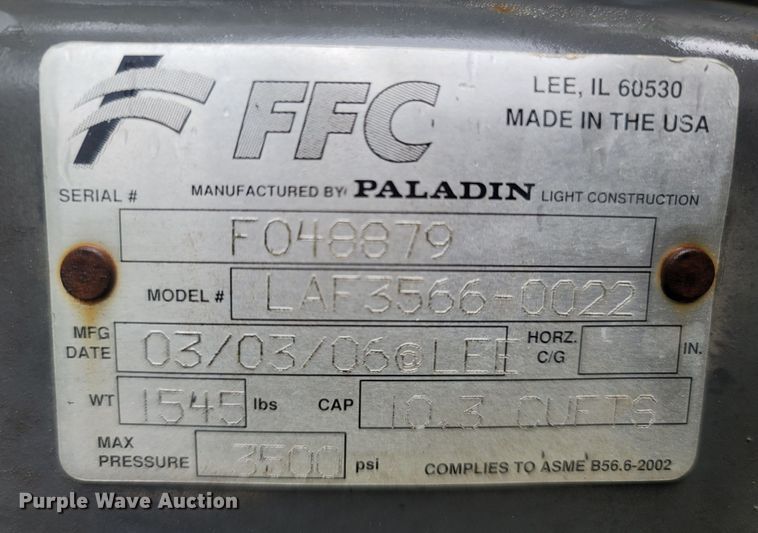 FFC
LEE, IL 60530
MADE IN THE USA
SERIAL # MANUFACTURED BY PALADIN LIGHT CONSTRUCTION
F048879
MODEL # LAF3566-0022
MFG DATE 03/03/06@LEE HORZ. C/G IN.
WT 1545 lbs CAP 10.3 CUFTS
MAX PRESSURE 3500 psi COMPLIES TO ASME B56.6-2002
Purple Wave Auction